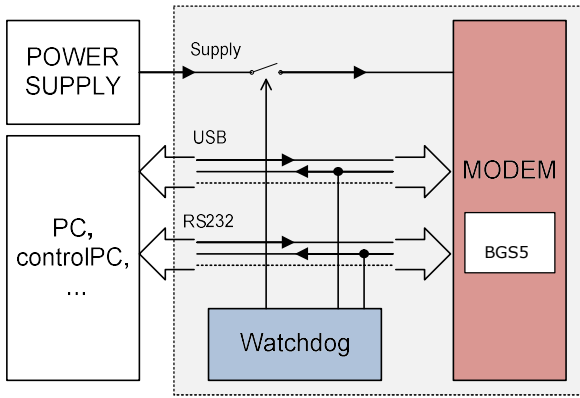 POWER
SUPPLY
Supply
USB
MODEM
PC,
controlPC,
...
RS232
BGS5
Watchdog